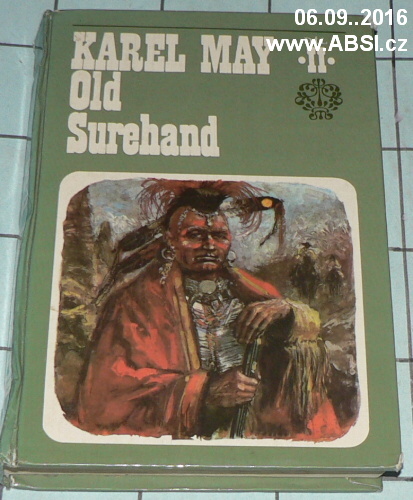 06.09..2016
www.ABSI.cz
KAREL MAY ·II·
Old
Surehand